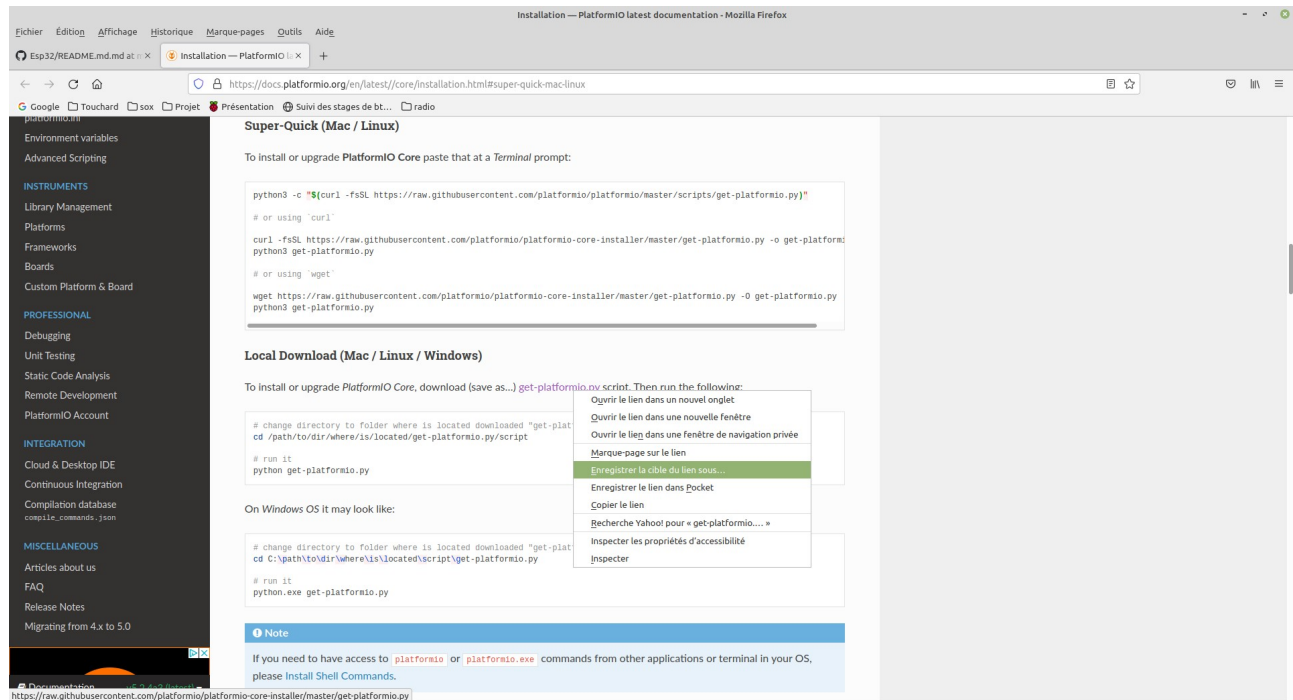 Installation — PlatformIO latest documentation - Mozilla Firefox
Fichier Édition Affichage Historique Marque-pages Outils Aide
Esp32/README.md.md at
Installation — PlatformIO
https://docs.platformio.org/en/latest//core/installation.html#super-quick-mac-linux
Google Touchard sox Projet Présentation Suivi des stages de bt... radio
platformio.ini
Environment variables
Advanced Scripting
INSTRUMENTS
Library Management
Platforms
Frameworks
Boards
Custom Platform & Board
PROFESSIONAL
Debugging
Unit Testing
Static Code Analysis
Remote Development
PlatformIO Account
INTEGRATION
Cloud & Desktop IDE
Continuous Integration
Compilation database
compile_commands.json
MISCELLANEOUS
Articles about us
FAQ
Release Notes
Migrating from 4.x to 5.0
Documentation v5.2.4a2 (latest)
Super-Quick (Mac / Linux)
To install or upgrade PlatformIO Core paste that at a Terminal prompt:
python3 -c "$(curl -fsSL https://raw.githubusercontent.com/platformio/platformio/master/scripts/get-platformio.py)"
# or using `curl`
curl -fsSL https://raw.githubusercontent.com/platformio/platformio-core-installer/master/get-platformio.py -o get-platformi
python3 get-platformio.py
# or using `wget`
wget https://raw.githubusercontent.com/platformio/platformio-core-installer/master/get-platformio.py -O get-platformio.py
python3 get-platformio.py
Local Download (Mac / Linux / Windows)
To install or upgrade PlatformIO Core, download (save as...) get-platformio.py script. Then run the following:
# change directory to folder where is located downloaded "get-plat
cd /path/to/dir/where/is/located/get-platformio.py/script
# run it
python get-platformio.py
On Windows OS it may look like:
# change directory to folder where is located downloaded "get-plat
cd C:\path\to\dir\where\is\located\script\get-platformio.py
# run it
python.exe get-platformio.py
Note
If you need to have access to platformio or platformio.exe commands from other applications or terminal in your OS,
please Install Shell Commands.
Ouvrir le lien dans un nouvel onglet
Ouvrir le lien dans une nouvelle fenêtre
Ouvrir le lien dans une fenêtre de navigation privée
Marque-page sur le lien
Enregistrer la cible du lien sous...
Enregistrer le lien dans Pocket
Copier le lien
Recherche Yahoo! pour « get-platformio.... »
Inspecter les propriétés d'accessibilité
Inspecter
https://raw.githubusercontent.com/platformio/platformio-core-installer/master/get-platformio.py